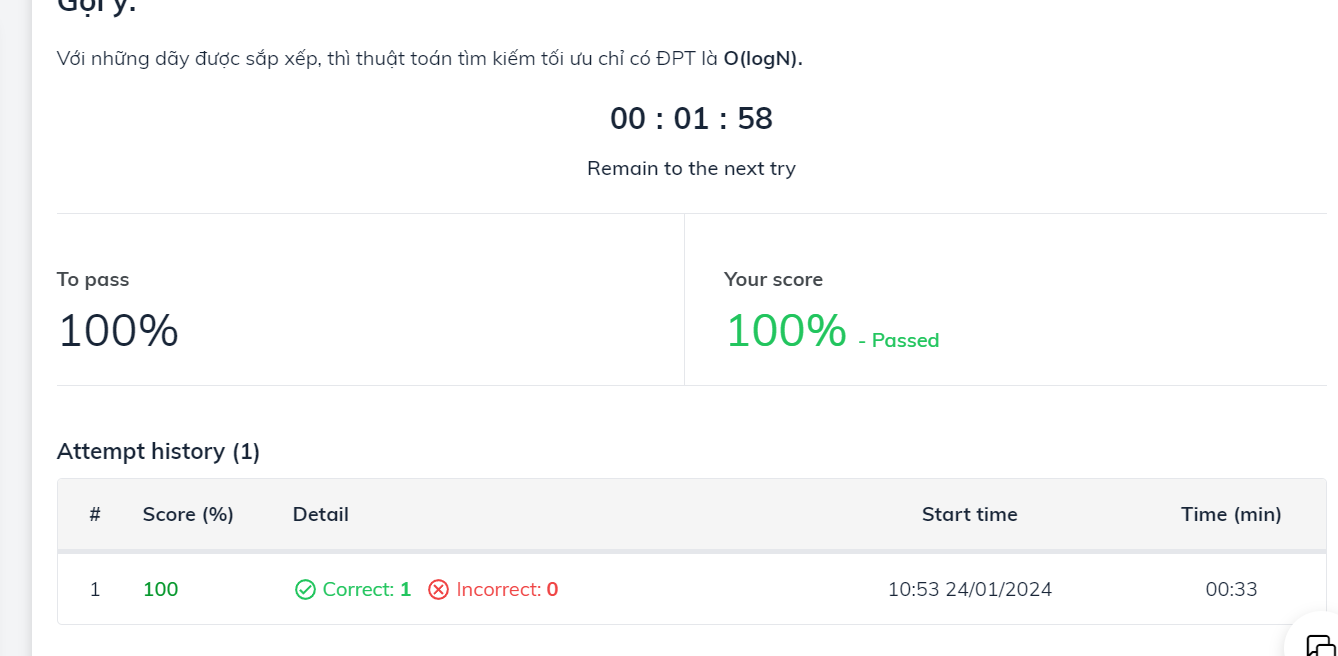 Gợi ý:
Với những dãy được sắp xếp, thì thuật toán tìm kiếm tối ưu chỉ có ĐPT là O(logN).
00 : 01 : 58
Remain to the next try
To pass
100%
Your score
100% - Passed
Attempt history (1)
# Score (%) Detail Start time Time (min)
1 100 Correct: 1 Incorrect: 0 10:53 24/01/2024 00:33